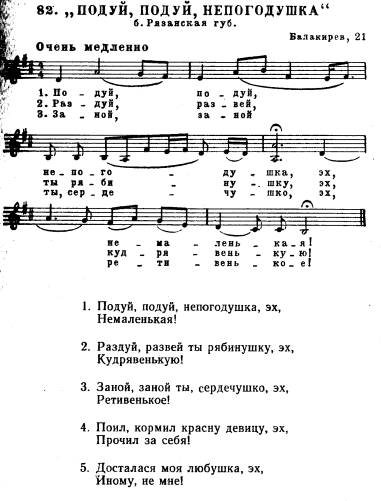 82. „ПОДУЙ, ПОДУЙ, НЕПОГОДУШКА“
б. Рязанская губ.
Балакирев, 21
Очень медленно
1. По - дуй, по - дуй,
2. Раз - дуй, раз - вей,
3. За - ной, за - ной
не - по - го - ду - шка, эх,
ты ря - би - ну - шку, эх,
ты, сер - де - чу - шко, эх,
не - ма - лень - ка - я!
куд - ря - вень - ку - ю!
ре - ти - вень - ко - е!
1. Подуй, подуй, непогодушка, эх,
Немаленькая!
2. Раздуй, развей ты рябинушку, эх,
Кудрявенькую!
3. Заной, заной ты, сердечушко, эх,
Ретивенькое!
4. Поил, кормил красну девицу, эх,
Прочил за себя!
5. Досталася моя любушка, эх,
Иному, не мне!